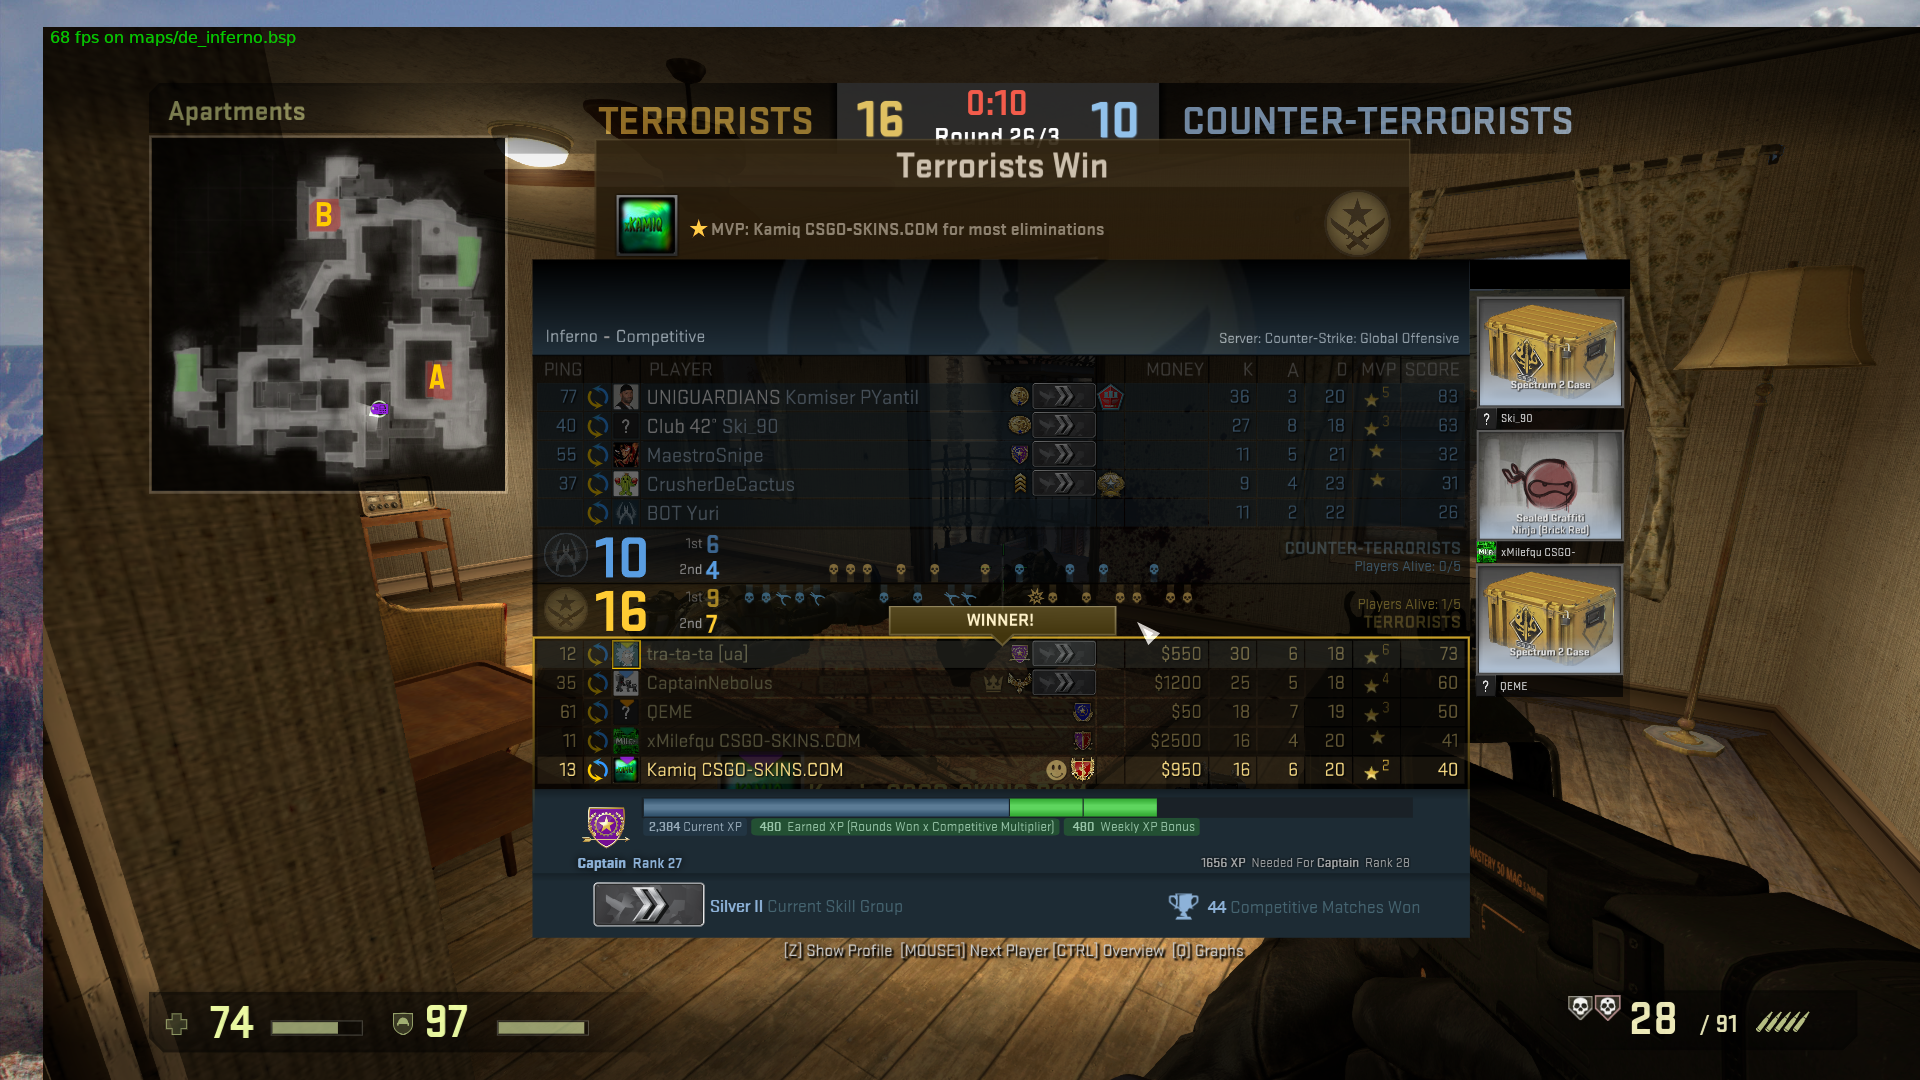 68 fps on maps/de_inferno.bsp
Apartments
B
A
TERRORISTS 16 0:10 10 COUNTER-TERRORISTS
Round 26/3
Terrorists Win
MVP: Kamiq CSGO-SKINS.COM for most eliminations
Inferno - Competitive
Server: Counter-Strike: Global Offensive
PING PLAYER MONEY K A D MVP SCORE
77 UNIGUARDIANS Komiser PYantil 36 3 20 5 83
40 ? Club 42° Ski_90 27 8 18 3 63
55 MaestroSnipe 11 5 21 32
37 CrusherDeCactus 9 4 23 31
BOT Yuri 11 2 22 26
10 1st 6
2nd 4
COUNTER-TERRORISTS
Players Alive: 0/5
16 1st 9
2nd 7
Players Alive: 1/5
TERRORISTS
WINNER!
12 tra-ta-ta [ua] $550 30 6 18 6 73
35 CaptainNebolus $1200 25 5 18 4 60
61 ? QEME $50 18 7 19 3 50
11 xMilefqu CSGO-SKINS.COM $2500 16 4 20 41
13 Kamiq CSGO-SKINS.COM $950 16 6 20 2 40
2,384 Current XP 480 Earned XP (Rounds Won x Competitive Multiplier) 480 Weekly XP Bonus
Captain Rank 27
1656 XP Needed For Captain Rank 28
Silver II Current Skill Group
44 Competitive Matches Won
[Z] Show Profile [MOUSE1] Next Player [CTRL] Overview [Q] Graphs
Spectrum 2 Case
? Ski_90
Sealed Graffiti
Ninja (Brick Red)
xMilefqu CSGO-
Spectrum 2 Case
? QEME
74 97
28 / 91